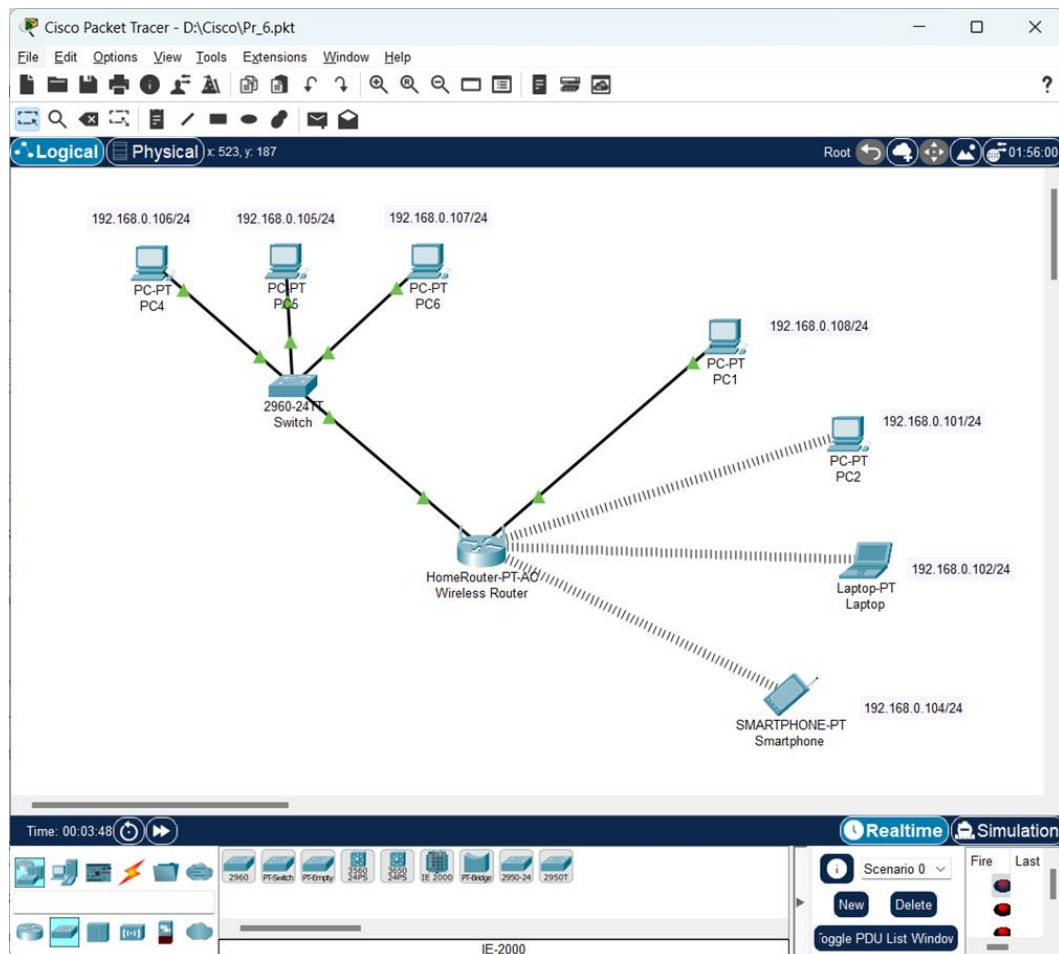 Cisco Packet Tracer - D:\Cisco\Pr_6.pkt
File Edit Options View Tools Extensions Window Help
?
Logical Physical x: 523, y: 187 Root 01:56:00
192.168.0.106/24 192.168.0.105/24 192.168.0.107/24
PC-PT PC-PT PC-PT
PC4 PC5 PC6
192.168.0.108/24
PC-PT
PC1
2960-24TT
Switch
192.168.0.101/24
PC-PT
PC2
192.168.0.102/24
HomeRouter-PT-AC
Wireless Router
Laptop-PT
Laptop
192.168.0.104/24
SMARTPHONE-PT
Smartphone
Time: 00:03:48 Realtime Simulation
Scenario 0 Fire Last
2960 PT-Switch PT-Empty 3560 24PS 3650 24PS IE 2000 PT-Bridge 2950-24 2950T
New Delete
Toggle PDU List Window
IE-2000